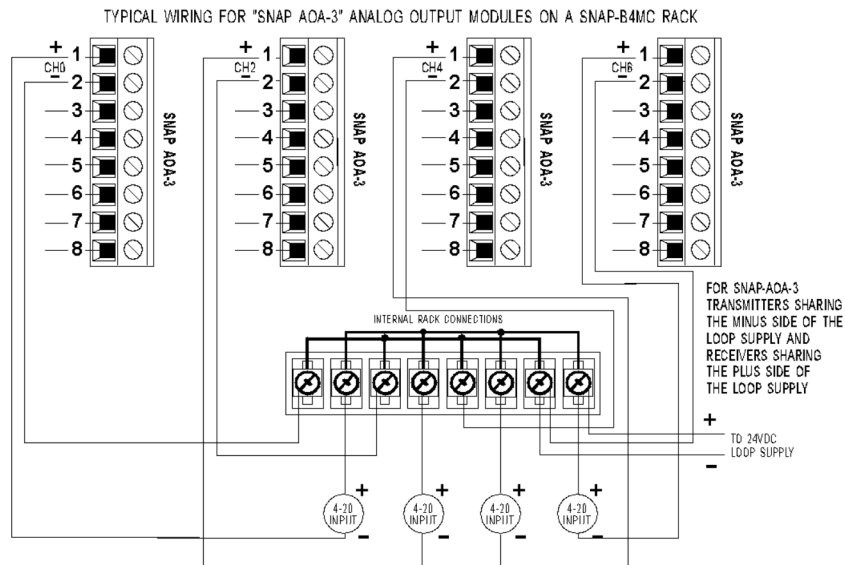 TYPICAL WIRING FOR "SNAP AOA-3" ANALOG OUTPUT MODULES ON A SNAP-B4MC RACK
+ 1
CH0
- 2
3
4
5
6
7
8
SNAP AOA-3
+ 1
CH2
- 2
3
4
5
6
7
8
SNAP AOA-3
+ 1
CH4
- 2
3
4
5
6
7
8
SNAP AOA-3
+ 1
CH6
- 2
3
4
5
6
7
8
SNAP AOA-3
FOR SNAP-AOA-3
TRANSMITTERS SHARING
THE MINUS SIDE OF THE
LOOP SUPPLY AND
RECEIVERS SHARING
THE PLUS SIDE OF
THE LOOP SUPPLY
INTERNAL RACK CONNECTIONS
+
TO 24VDC
LOOP SUPPLY
-
+
4-20
INPUT
-
+
4-20
INPUT
-
+
4-20
INPUT
-
+
4-20
INPUT
-